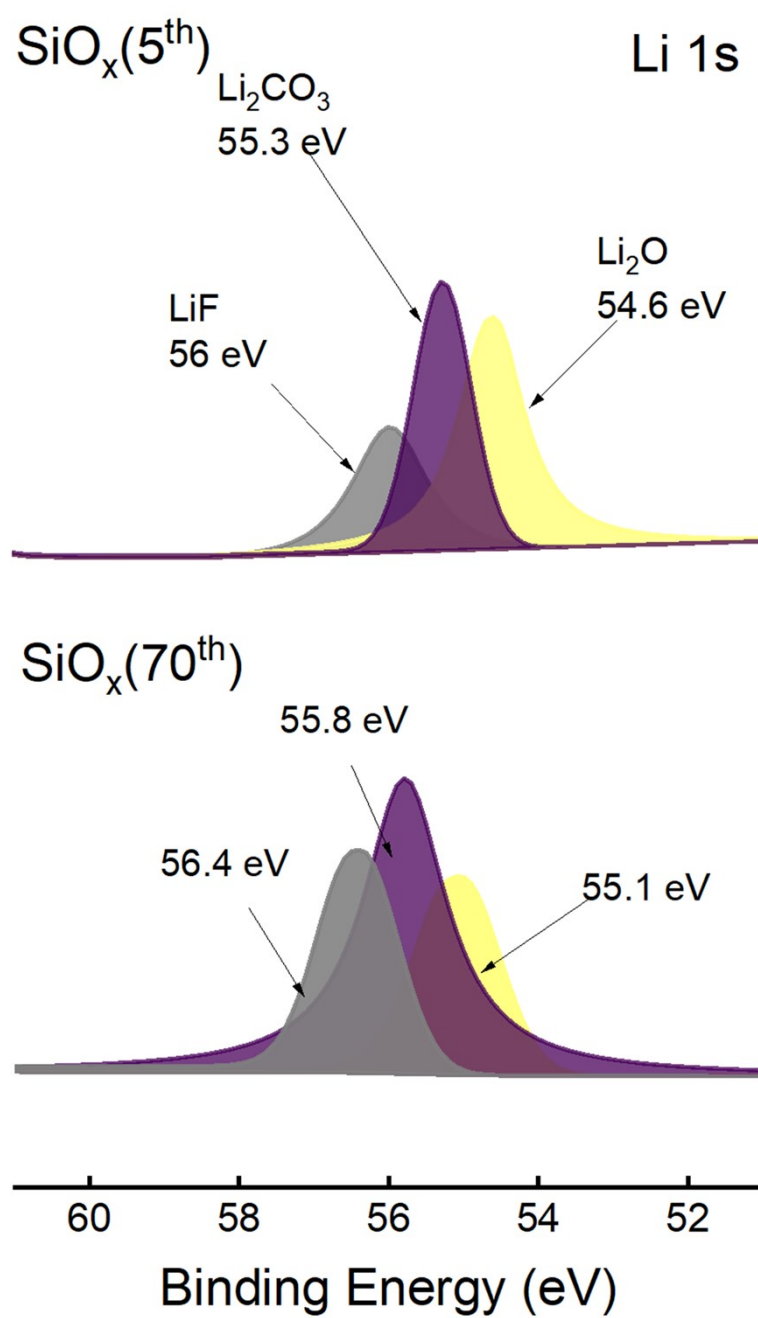 SiOₓ(5ᵗʰ)
Li 1s
Li₂CO₃
55.3 eV
Li₂O
54.6 eV
LiF
56 eV
SiOₓ(70ᵗʰ)
55.8 eV
56.4 eV
55.1 eV
60 58 56 54 52
Binding Energy (eV)